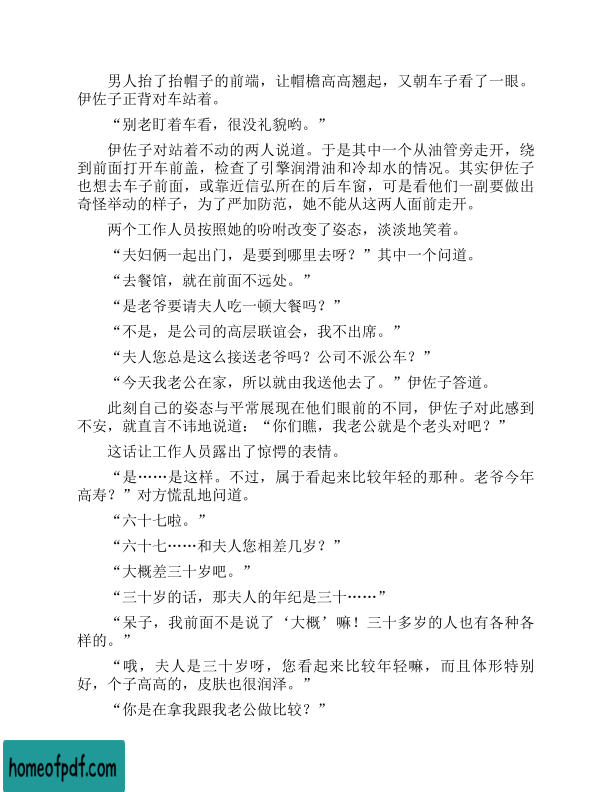 男人抬了抬帽子的前端，让帽檐高高翘起，又朝车子看了一眼。
伊佐子正背对车站着。
“别老盯着车看，很没礼貌哟。”
伊佐子对站着不动的两人说道。于是其中一个从油管旁走开，绕
到前面打开车前盖，检查了引擎润滑油和冷却水的情况。其实伊佐子
也想去车子前面，或靠近信弘所在的后车窗，可是看他们一副要做出
奇怪举动的样子，为了严加防范，她不能从这两人面前走开。
两个工作人员按照她的吩咐改变了姿态，淡淡地笑着。
“夫妇俩一起出门，是要到哪里去呀？”其中一个问道。
“去餐馆，就在前面不远处。”
“是老爷要请夫人吃一顿大餐吗？”
“不是，是公司的高层联谊会，我不出席。”
“夫人您总是这么接送老爷吗？公司不派公车？”
“今天我老公在家，所以就由我送他去了。”伊佐子答道。
此刻自己的姿态与平常展现在他们眼前的不同，伊佐子对此感到
不安，就直言不讳地说道：“你们瞧，我老公就是个老头对吧？”
这话让工作人员露出了惊愕的表情。
“是……是这样。不过，属于看起来比较年轻的那种。老爷今年
高寿？”对方慌乱地问道。
“六十七啦。”
“六十七……和夫人您相差几岁？”
“大概差三十岁吧。”
“三十岁的话，那夫人的年纪是三十……”
“呆子，我前面不是说了‘大概’嘛！三十多岁的人也有各种各
样的。”
“哦，夫人是三十岁呀，您看起来比较年轻嘛，而且体形特别
好，个子高高的，皮肤也很润泽。”
“你是在拿我跟我老公做比较？”
homeofpdf.com